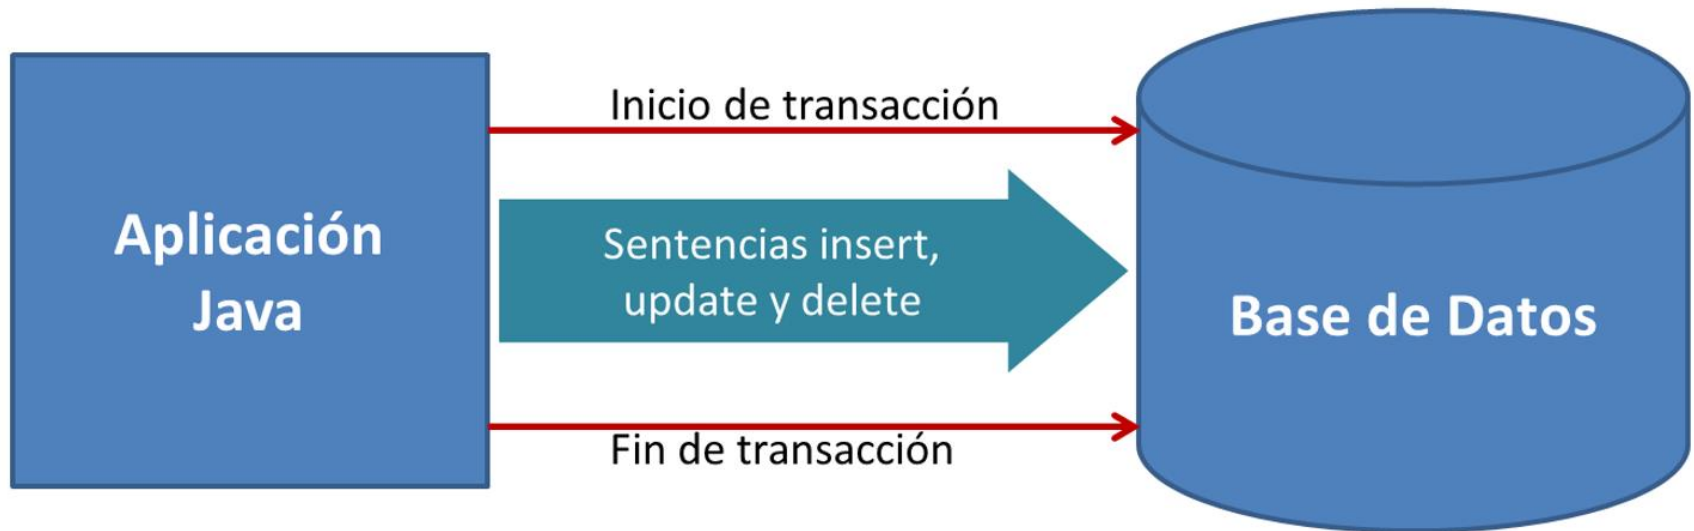 Inicio de transacción
Aplicación
Java
Sentencias insert,
update y delete
Base de Datos
Fin de transacción